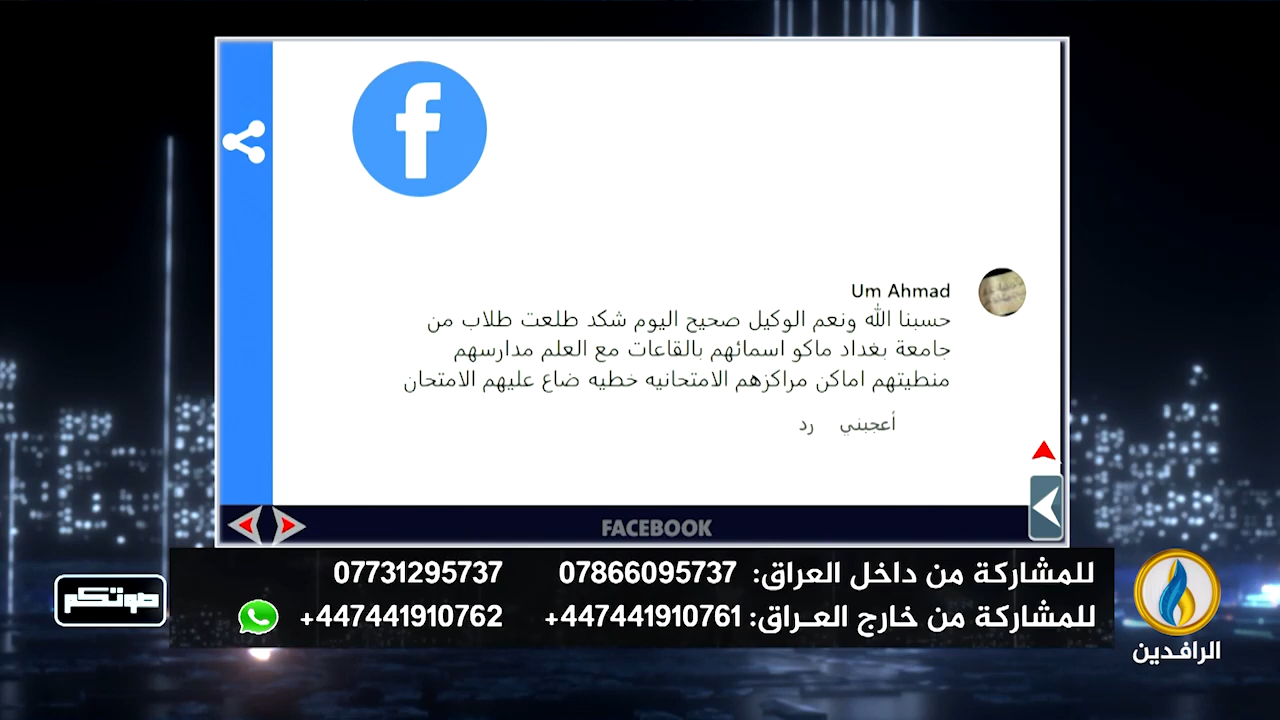 Um Ahmad
حسبنا الله ونعم الوكيل صحيح اليوم شكد طلعت طلاب من
جامعة بغداد ماكو اسمائهم بالقاعات مع العلم مدارسهم
منطيتهم اماكن مراكزهم الامتحانيه خطيه ضاع عليهم الامتحان
أعجبني رد
FACEBOOK
للمشاركة من داخل العراق: 07866095737 07731295737
للمشاركة من خارج العـراق: 447441910761+ 447441910762+
صوتكم
الرافدين